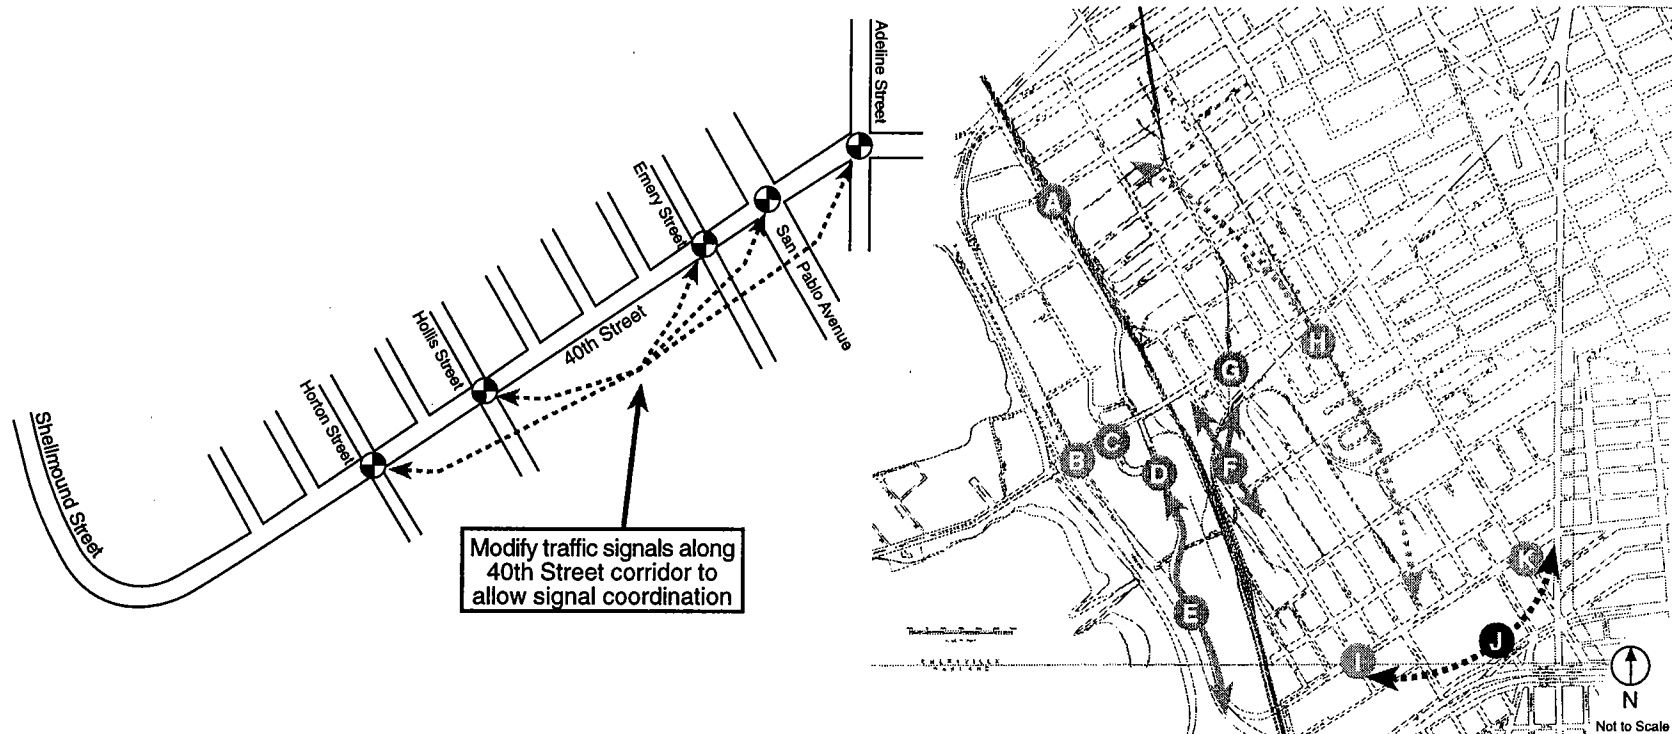 Adeline Street
Emery Street
San Pablo Avenue
40th Street
Hollis Street
Horton Street
Shellmound Street
Modify traffic signals along
40th Street corridor to
allow signal coordination
A
H
G
C
B
D
F
K
E
J
I
N
Not to Scale